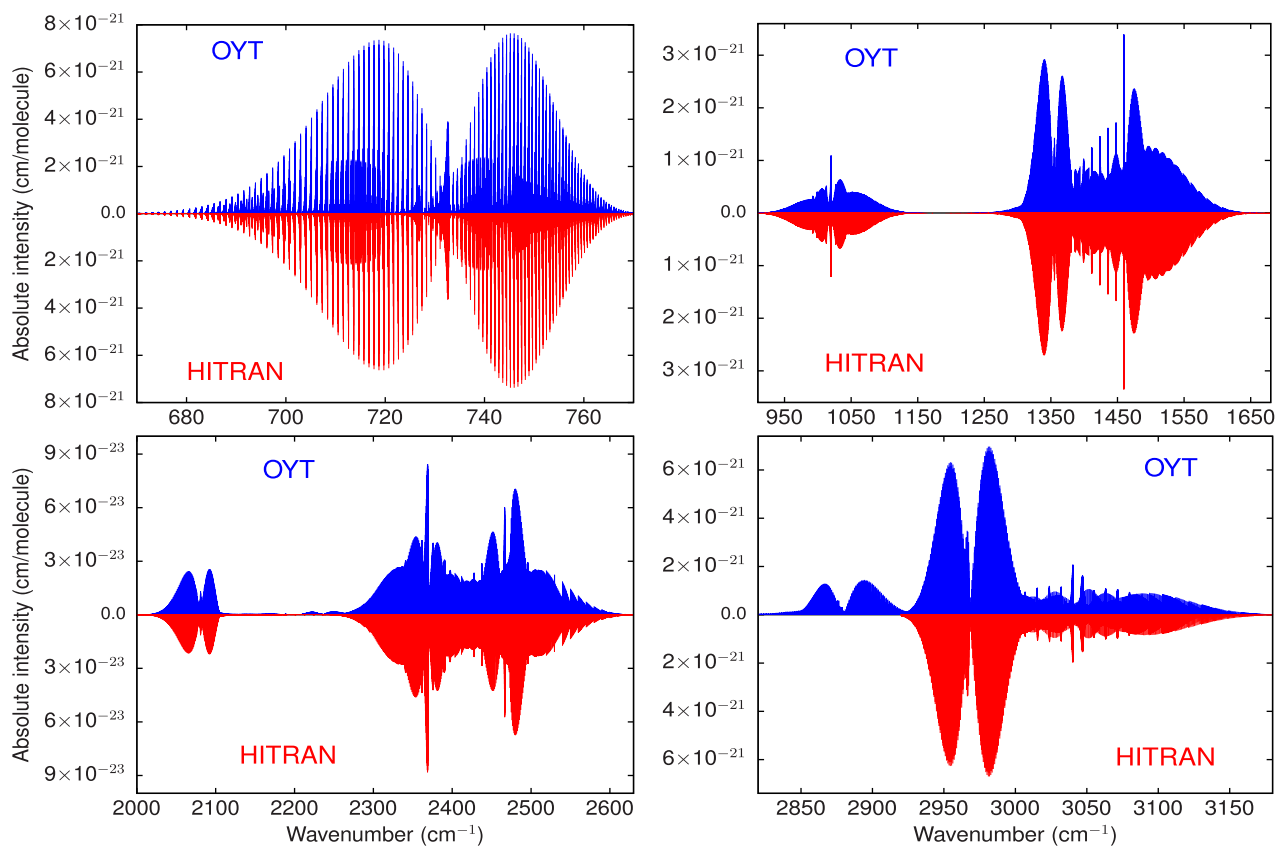 Absolute intensity (cm/molecule)
8×10⁻²¹
6×10⁻²¹
4×10⁻²¹
2×10⁻²¹
0.0
2×10⁻²¹
4×10⁻²¹
6×10⁻²¹
8×10⁻²¹
OYT
HITRAN
680 700 720 740 760
3×10⁻²¹
2×10⁻²¹
1×10⁻²¹
0.0
1×10⁻²¹
2×10⁻²¹
3×10⁻²¹
OYT
HITRAN
950 1050 1150 1250 1350 1450 1550 1650
Absolute intensity (cm/molecule)
9×10⁻²³
6×10⁻²³
3×10⁻²³
0.0
3×10⁻²³
6×10⁻²³
9×10⁻²³
OYT
HITRAN
2000 2100 2200 2300 2400 2500 2600
Wavenumber (cm⁻¹)
6×10⁻²¹
4×10⁻²¹
2×10⁻²¹
0.0
2×10⁻²¹
4×10⁻²¹
6×10⁻²¹
OYT
HITRAN
2850 2900 2950 3000 3050 3100 3150
Wavenumber (cm⁻¹)